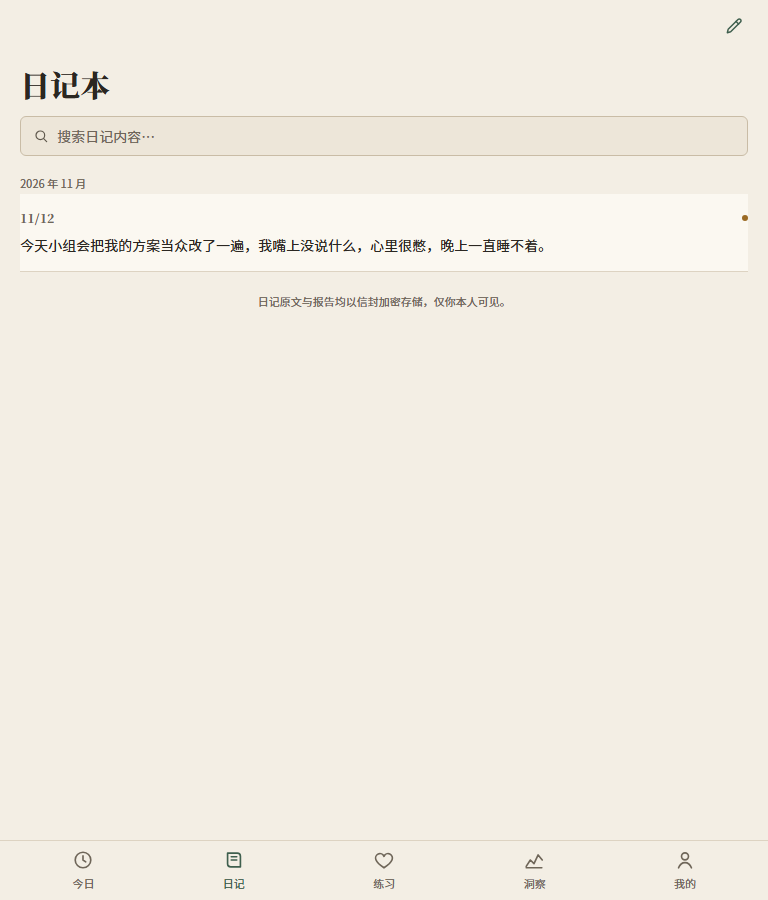 日记本
搜索日记内容…
2026 年 11 月
11/12
今天小组会把我的方案当众改了一遍，我嘴上没说什么，心里很憋，晚上一直睡不着。
日记原文与报告均以信封加密存储，仅你本人可见。
今日
日记
练习
洞察
我的